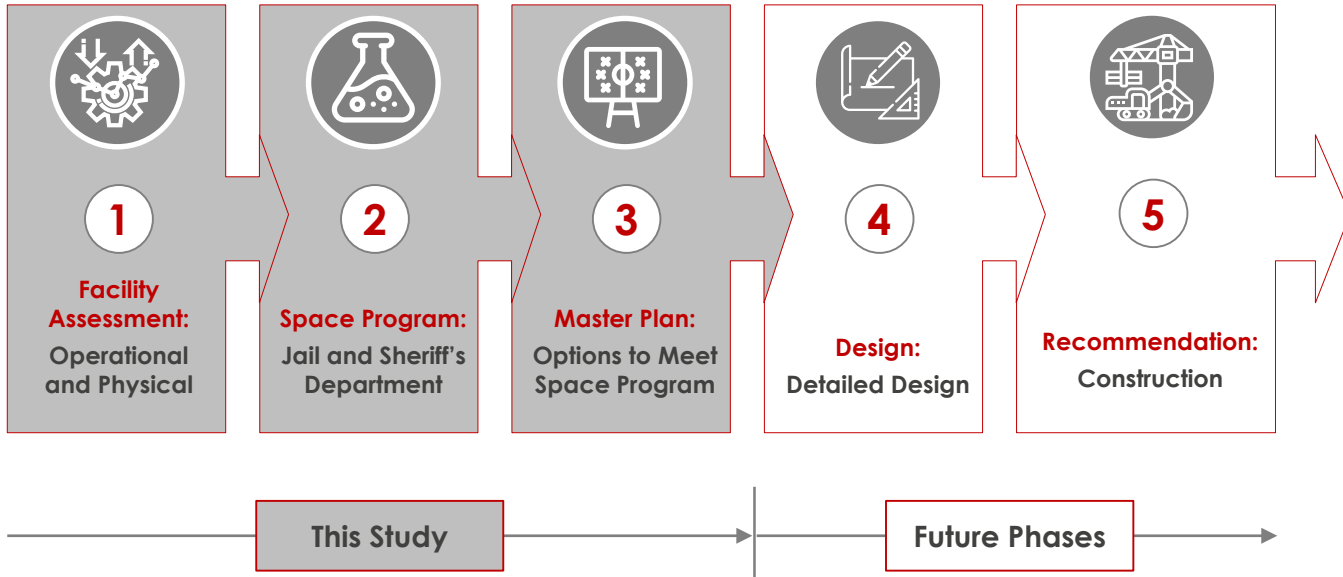 1
Facility
Assessment:
Operational
and Physical
2
Space Program:
Jail and Sheriff’s
Department
3
Master Plan:
Options to Meet
Space Program
4
Design:
Detailed Design
5
Recommendation:
Construction
This Study
Future Phases